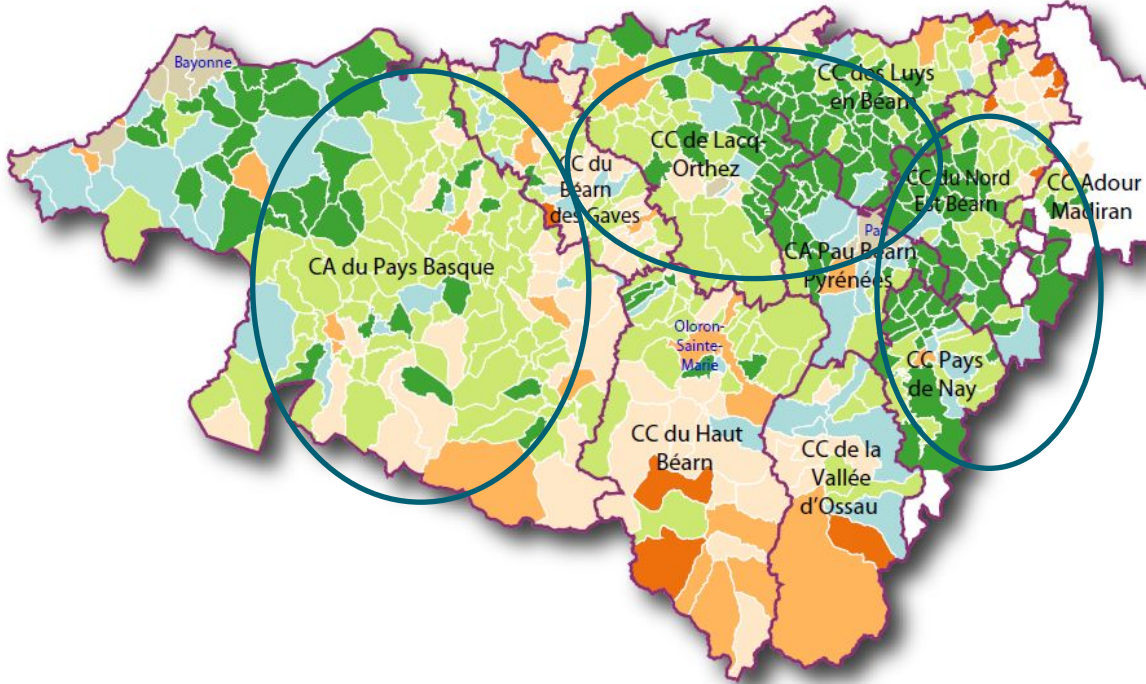 Bayonne
CC des Luys
en Béarn
CC de Lacq-
Orthez
CC du
Béarn
des Gaves
CC du Nord
Est Béarn
CC Adour
Madiran
CA Pau Béarn
Pyrénées
CA du Pays Basque
Oloron-
Sainte-
Marie
CC Pays
de Nay
CC du Haut
Béarn
CC de la
Vallée
d'Ossau